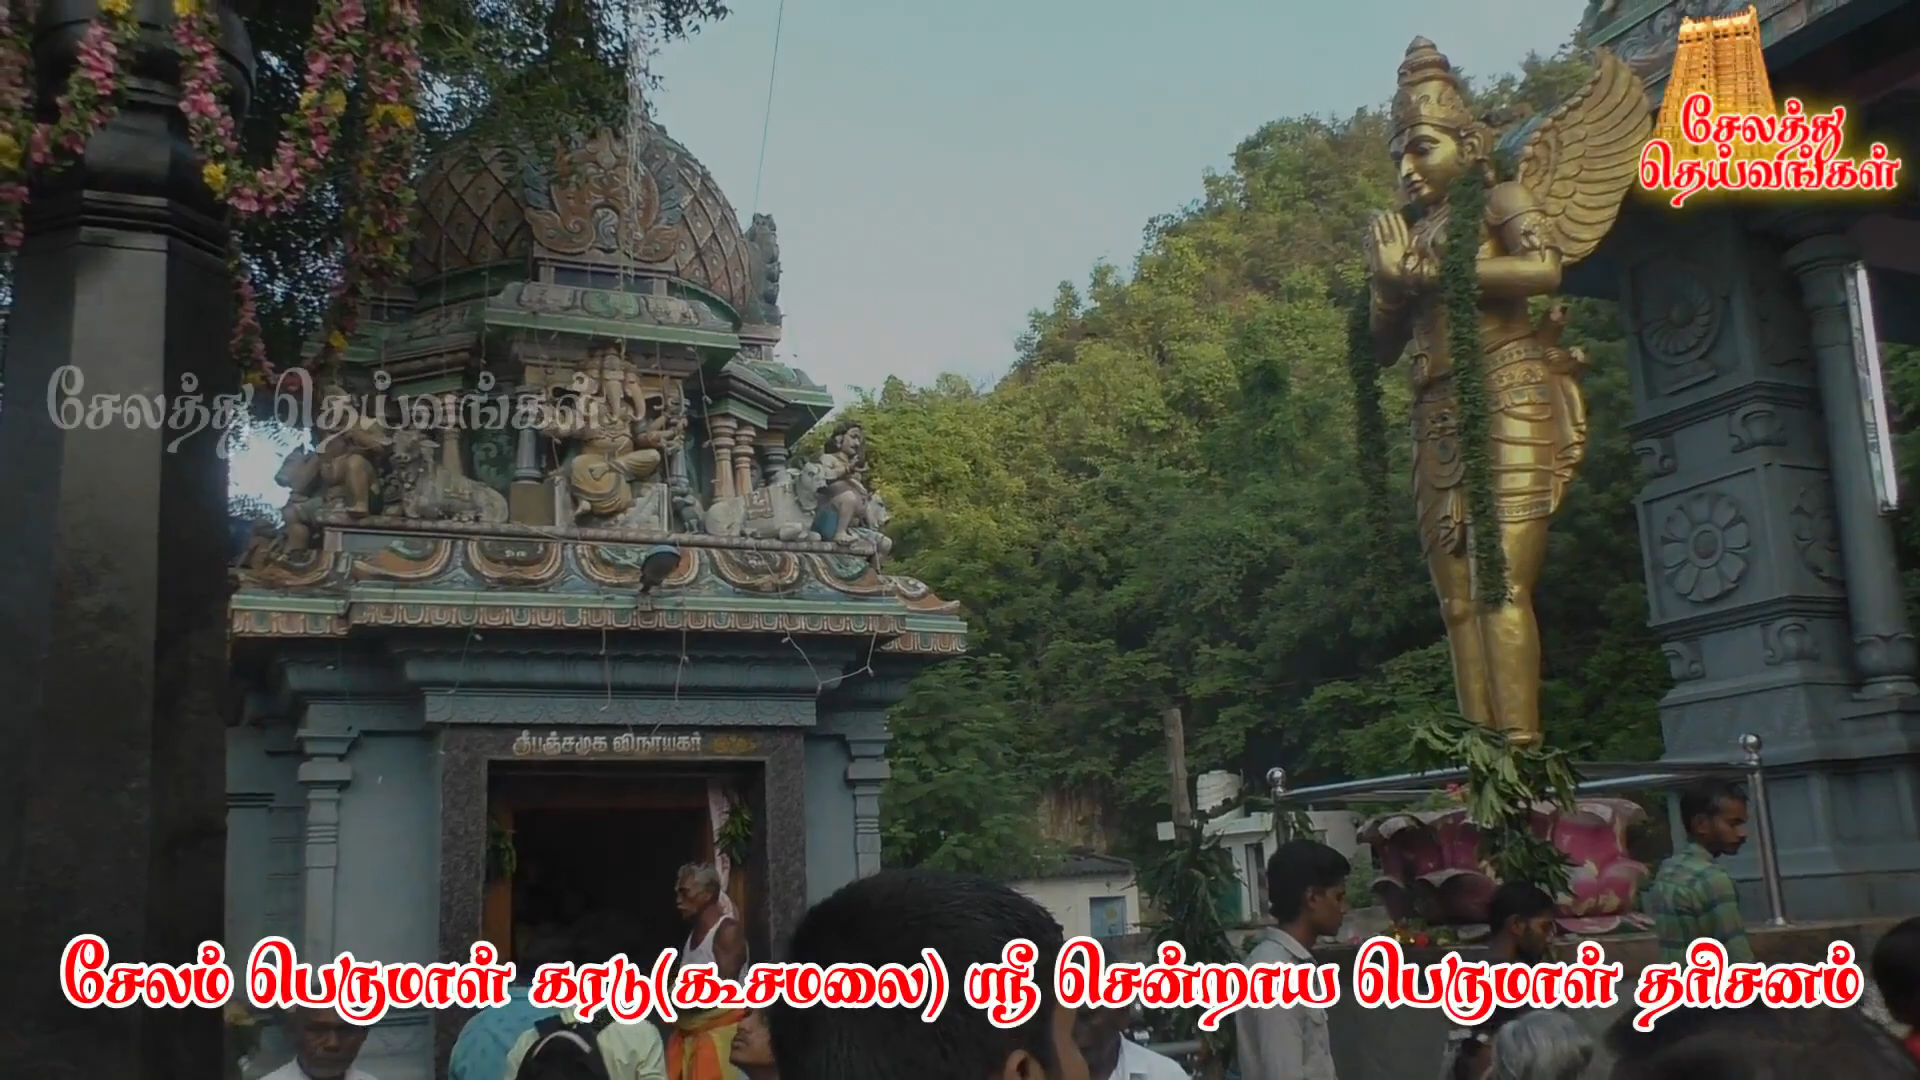 சேலத்து
தெய்வங்கள்
சேலத்து தெய்வங்கள்
ஸ்ரீபஞ்சமுக விநாயகர்
சேலம் பெருமாள் கரடு(கூசமலை) ஸ்ரீ சென்றாய பெருமாள் தரிசனம்